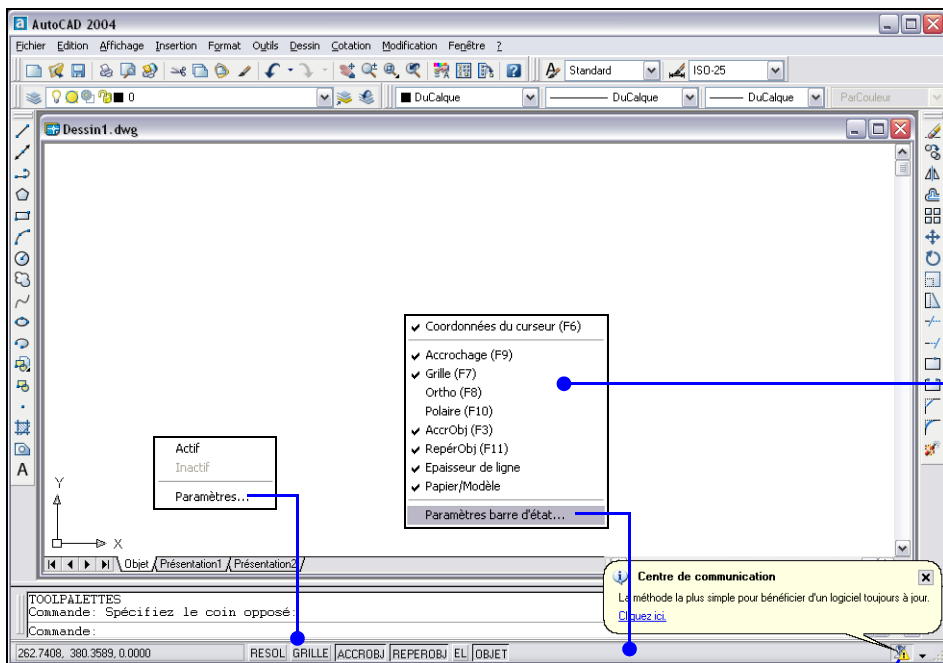 AutoCAD 2004
Fichier Edition Affichage Insertion Format Outils Dessin Cotation Modification Fenêtre ?
Standard ISO-25
0 DuCalque DuCalque DuCalque ParCouleur
Dessin1.dwg
Coordonnées du curseur (F6)
Accrochage (F9)
Grille (F7)
Ortho (F8)
Polaire (F10)
AccrObj (F3)
RepérObj (F11)
Epaisseur de ligne
Papier/Modèle
Paramètres barre d'état...
Actif
Inactif
Paramètres...
Y
X
A
Objet Présentation1 Présentation2
Centre de communication
La méthode la plus simple pour bénéficier d'un logiciel toujours à jour.
Cliquez ici.
TOOLPALETTES
Commande: Spécifiez le coin opposé:
Commande:
262.7408, 380.3589, 0.0000 RESOL GRILLE ACCROBJ REPEROBJ EL OBJET